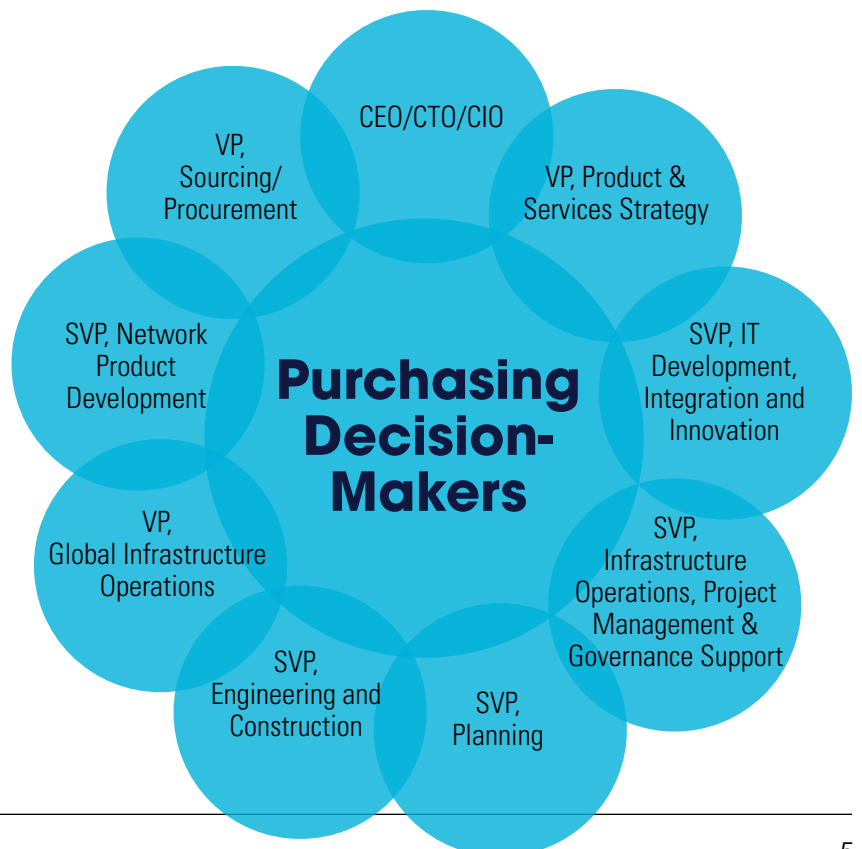 CEO/CTO/CIO
VP, Product &
Services Strategy
SVP, IT
Development,
Integration and
Innovation
SVP,
Infrastructure
Operations, Project
Management &
Governance Support
SVP,
Planning
SVP,
Engineering and
Construction
VP,
Global Infrastructure
Operations
SVP, Network
Product
Development
VP,
Sourcing/
Procurement
Purchasing
Decision-
Makers
5